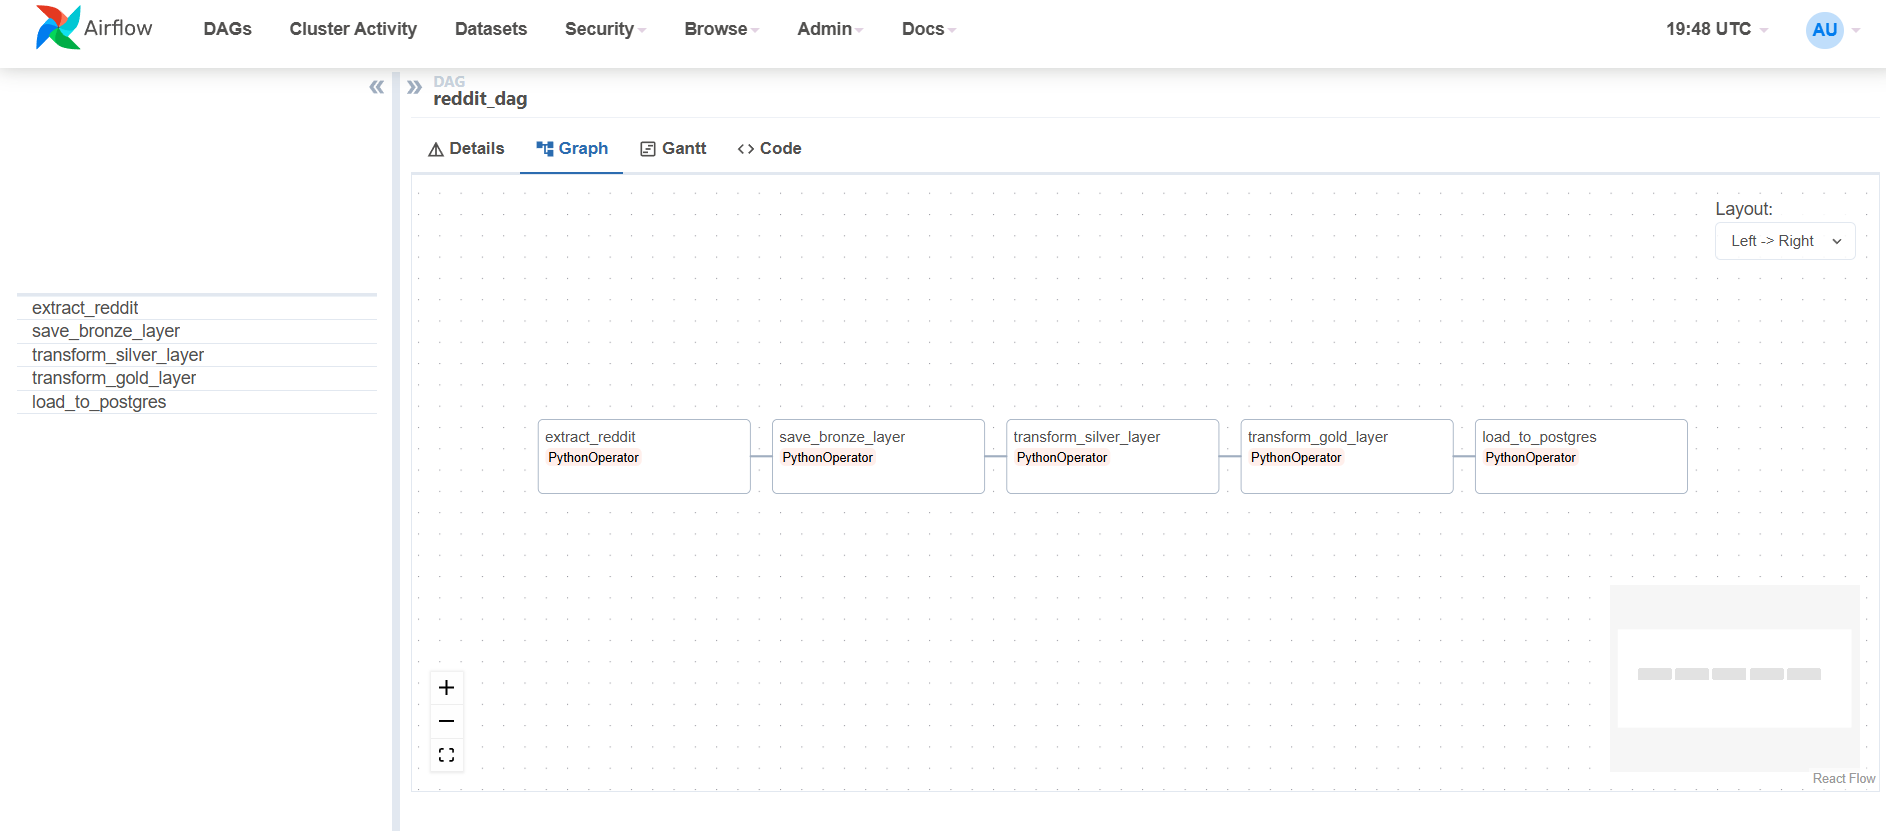 Airflow
DAGs
Cluster Activity
Datasets
Security
Browse
Admin
Docs
19:48 UTC
AU
DAG
reddit_dag
Details
Graph
Gantt
Code
Layout:
Left -> Right
extract_reddit
save_bronze_layer
transform_silver_layer
transform_gold_layer
load_to_postgres
extract_reddit
PythonOperator
save_bronze_layer
PythonOperator
transform_silver_layer
PythonOperator
transform_gold_layer
PythonOperator
load_to_postgres
PythonOperator
React Flow